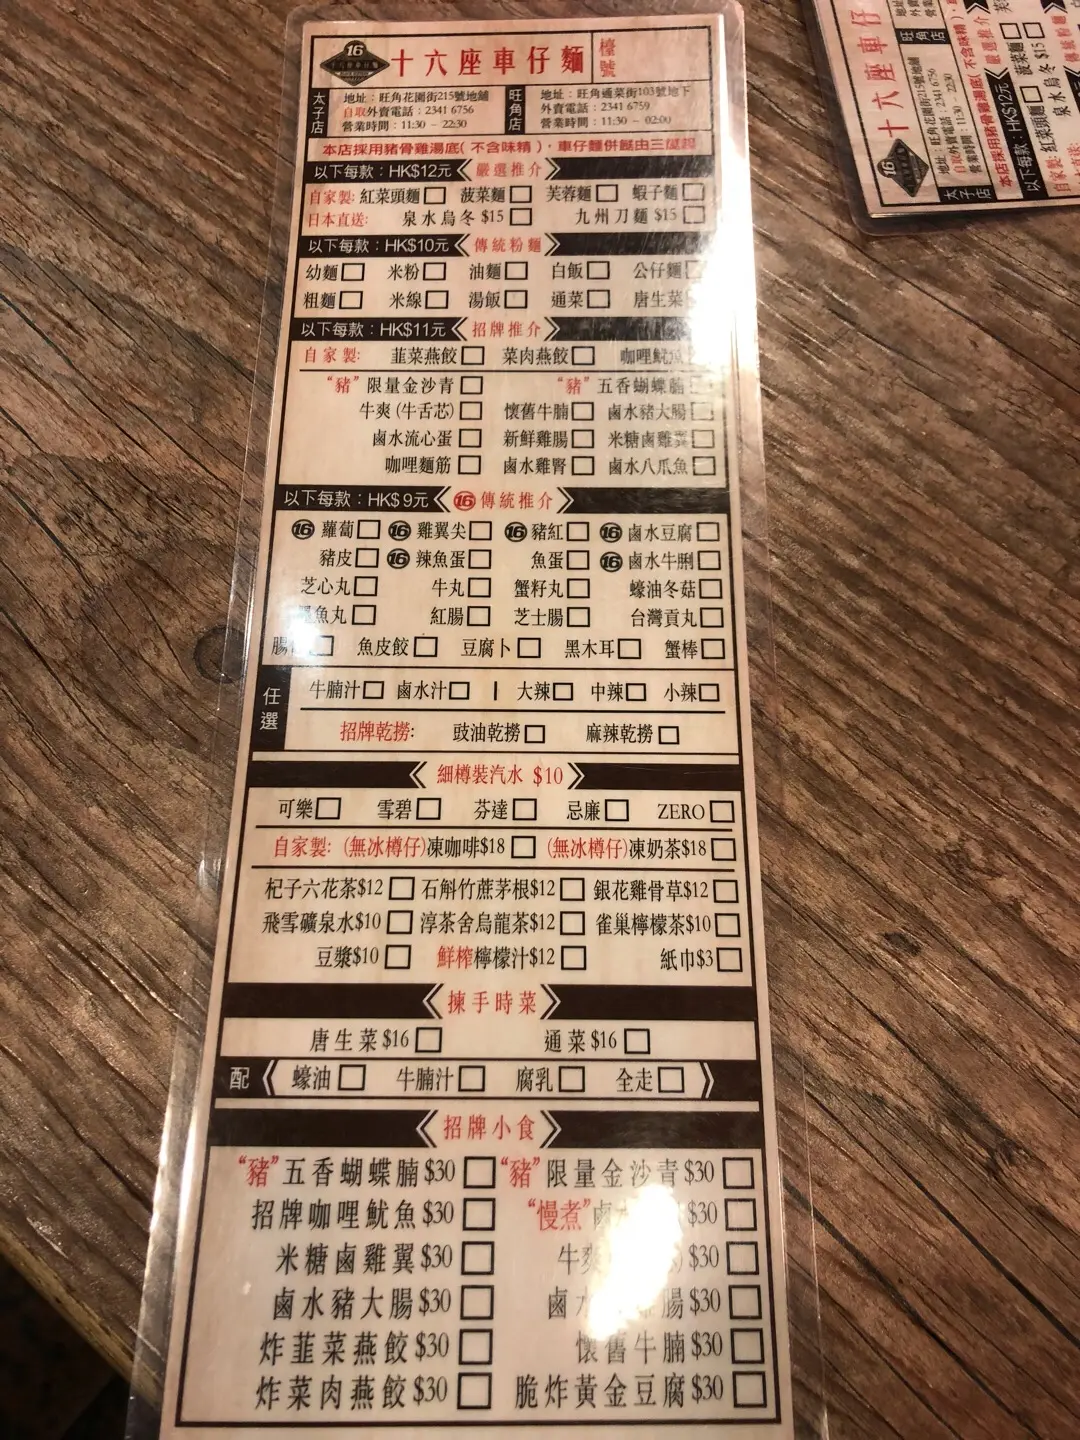 16 十六座車仔麵 檯號
太子店 地址：旺角花園街215號地舖 旺角店 地址：旺角通菜街103號地下
自取外賣電話：2341 6756 外賣電話：2341 6759
營業時間：11:30 － 22:30 營業時間：11:30 － 02:00
本店採用豬骨雞湯底(不含味精)，車仔麵併餸由三餸起
以下每款：HK$12元 嚴選推介
自家製: 紅菜頭麵 菠菜麵 芙蓉麵 蝦子麵
日本直送: 泉水烏冬 $15 九州刀麵 $15
以下每款：HK$10元 傳統粉麵
幼麵 米粉 油麵 白飯 公仔麵
粗麵 米線 湯飯 通菜 唐生菜
以下每款：HK$11元 招牌推介
自家製: 韮菜燕餃 菜肉燕餃 咖哩魷魚
“豬”限量金沙青 “豬”五香蝴蝶腩
牛爽(牛舌芯) 懷舊牛腩 鹵水豬大腸
鹵水流心蛋 新鮮雞腸 米糖鹵雞翼
咖哩麵筋 鹵水雞腎 鹵水八爪魚
以下每款：HK$9元 16 傳統推介
16 蘿蔔 16 雞翼尖 16 豬紅 16 鹵水豆腐
豬皮 16 辣魚蛋 魚蛋 16 鹵水牛脷
芝心丸 牛丸 蟹籽丸 蠔油冬菇
魚丸 紅腸 芝士腸 台灣貢丸
腸 魚皮餃 豆腐卜 黑木耳 蟹棒
任選 牛腩汁 鹵水汁 | 大辣 中辣 小辣
招牌乾撈: 豉油乾撈 麻辣乾撈
細樽裝汽水 $10
可樂 雪碧 芬達 忌廉 ZERO
自家製: (無冰樽仔)凍咖啡$18 (無冰樽仔)凍奶茶$18
杞子六花茶$12 石斛竹蔗茅根$12 銀花雞骨草$12
飛雪礦泉水$10 淳茶舍烏龍茶$12 雀巢檸檬茶$10
豆漿$10 鮮榨檸檬汁$12 紙巾$3
揀手時菜
唐生菜$16 通菜$16
配 蠔油 牛腩汁 腐乳 全走
招牌小食
“豬”五香蝴蝶腩$30 “豬”限量金沙青$30
招牌咖哩魷魚$30 “慢煮”鹵 $30
米糖鹵雞翼$30 牛爽 $30
鹵水豬大腸$30 鹵水 腸$30
炸韮菜燕餃$30 懷舊牛腩$30
炸菜肉燕餃$30 脆炸黃金豆腐$30